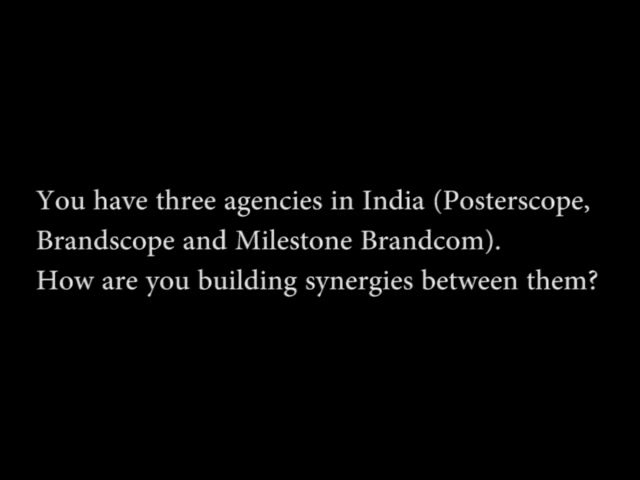 You have three agencies in India (Posterscope,
Brandscope and Milestone Brandcom).
How are you building synergies between them?